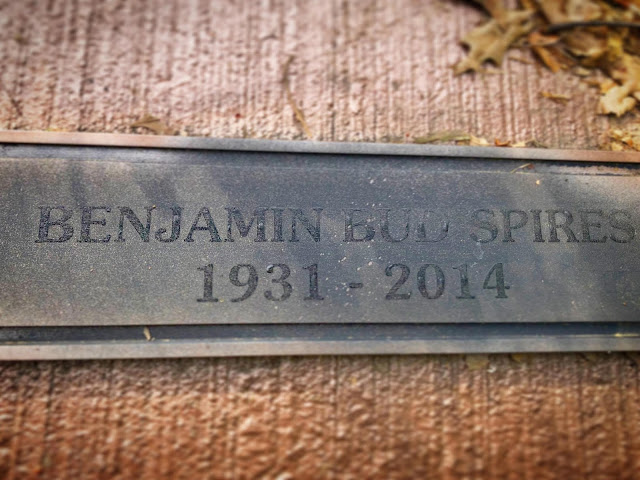 BENJAMIN BUD SPIRES
1931 - 2014